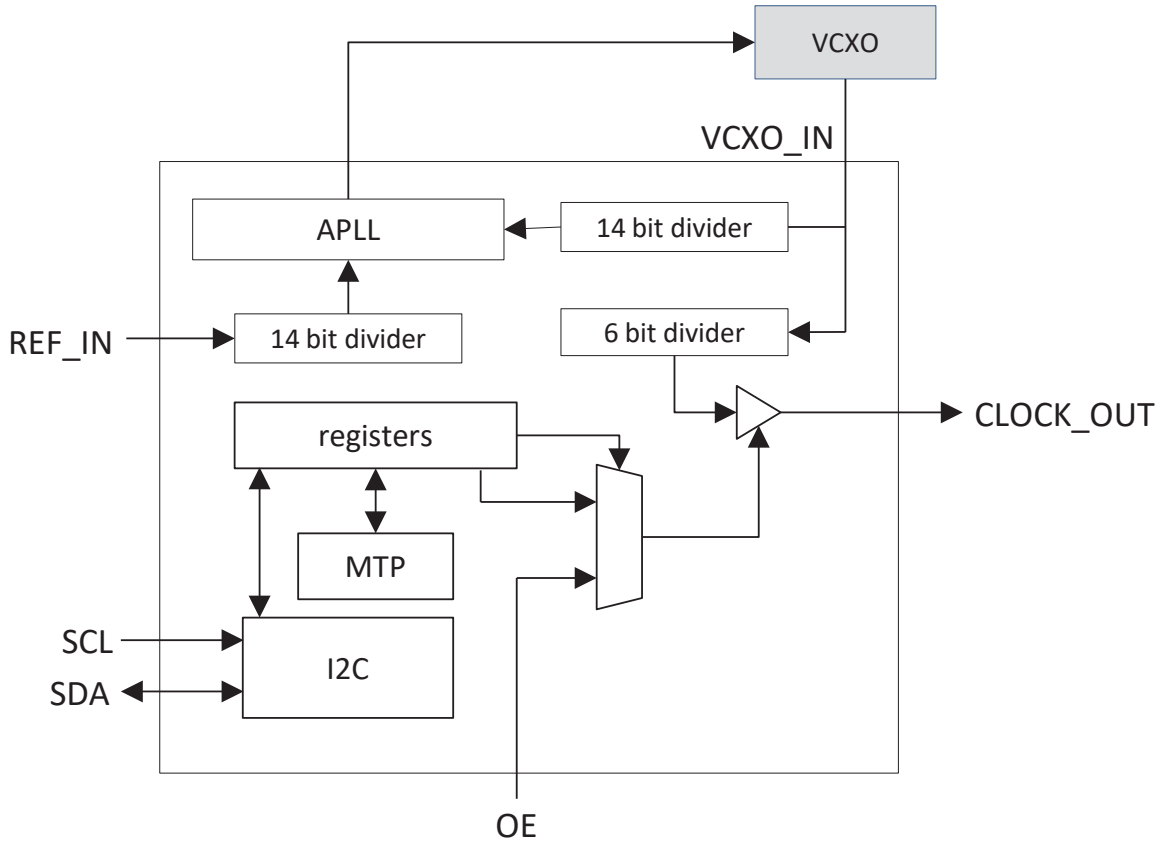 VCXO
VCXO_IN
APLL
14 bit divider
REF_IN
14 bit divider
6 bit divider
CLOCK_OUT
registers
MTP
SCL
I2C
SDA
OE